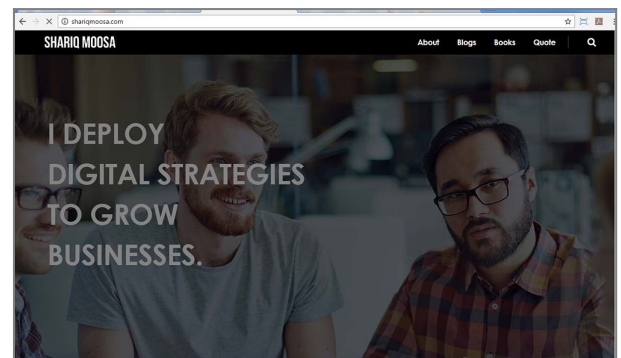 shariqmoosa.com
SHARIQ MOOSA
About Blogs Books Quote
I DEPLOY
DIGITAL STRATEGIES
TO GROW
BUSINESSES.